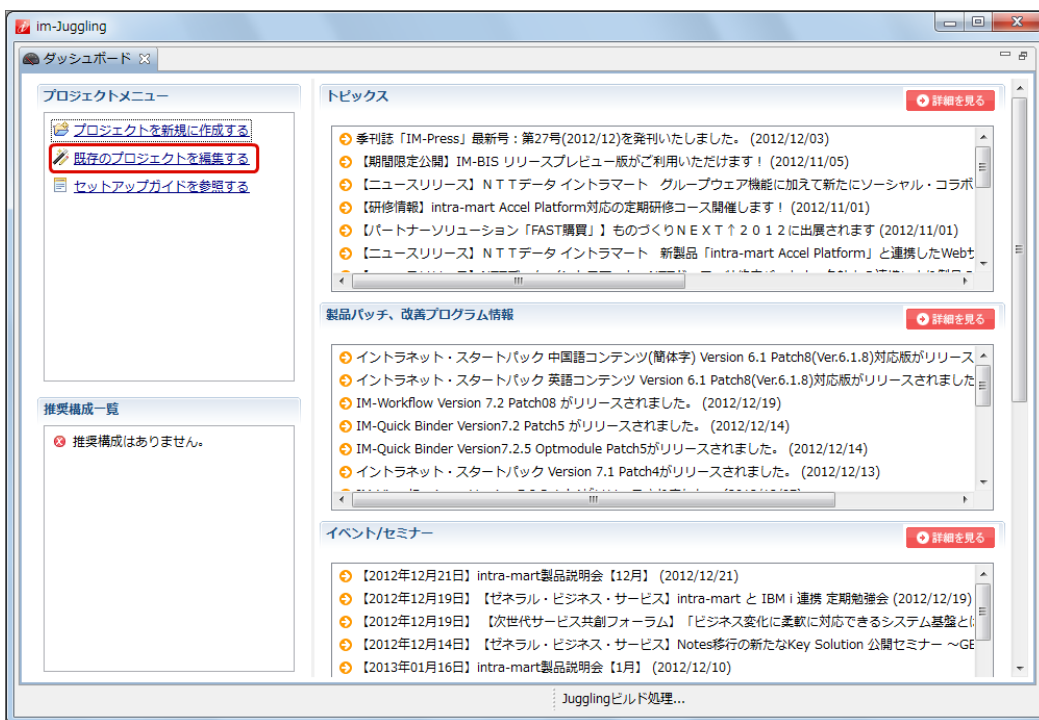 im-Juggling
ダッシュボード
プロジェクトメニュー
プロジェクトを新規に作成する
既存のプロジェクトを編集する
セットアップガイドを参照する
推奨構成一覧
推奨構成はありません。
トピックス
詳細を見る
季刊誌「IM-Press」最新号：第27号(2012/12)を発刊いたしました。 (2012/12/03)
【期間限定公開】IM-BIS リリースプレビュー版がご利用いただけます！ (2012/11/05)
【ニュースリリース】ＮＴＴデータ イントラマート　グループウェア機能に加えて新たにソーシャル・コラボ
【研修情報】intra-mart Accel Platform対応の定期研修コース開催します！ (2012/11/01)
【パートナーソリューション「FAST購買」】ものづくりＮＥＸＴ↑２０１２に出展されます (2012/11/01)
【ニュースリリース】ＮＴＴデータ イントラマート　新製品「intra-mart Accel Platform」と連携したWebサ
製品パッチ、改善プログラム情報
詳細を見る
イントラネット・スタートパック 中国語コンテンツ(簡体字) Version 6.1 Patch8(Ver.6.1.8)対応版がリリース
イントラネット・スタートパック 英語コンテンツ Version 6.1 Patch8(Ver.6.1.8)対応版がリリースされました
IM-Workflow Version 7.2 Patch08 がリリースされました。 (2012/12/19)
IM-Quick Binder Version7.2 Patch5 がリリースされました。 (2012/12/14)
IM-Quick Binder Version7.2.5 Optmodule Patch5がリリースされました。 (2012/12/14)
イントラネット・スタートパック Version 7.1 Patch4がリリースされました。 (2012/12/13)
イベント/セミナー
詳細を見る
【2012年12月21日】intra-mart製品説明会【12月】 (2012/12/21)
【2012年12月19日】【ゼネラル・ビジネス・サービス】intra-mart と IBM i 連携 定期勉強会 (2012/12/19)
【2012年12月19日】 【次世代サービス共創フォーラム】「ビジネス変化に柔軟に対応できるシステム基盤とは
【2012年12月14日】【ゼネラル・ビジネス・サービス】Notes移行の新たなKey Solution 公開セミナー ～GE
【2013年01月16日】intra-mart製品説明会【1月】 (2012/12/10)
Jugglingビルド処理...